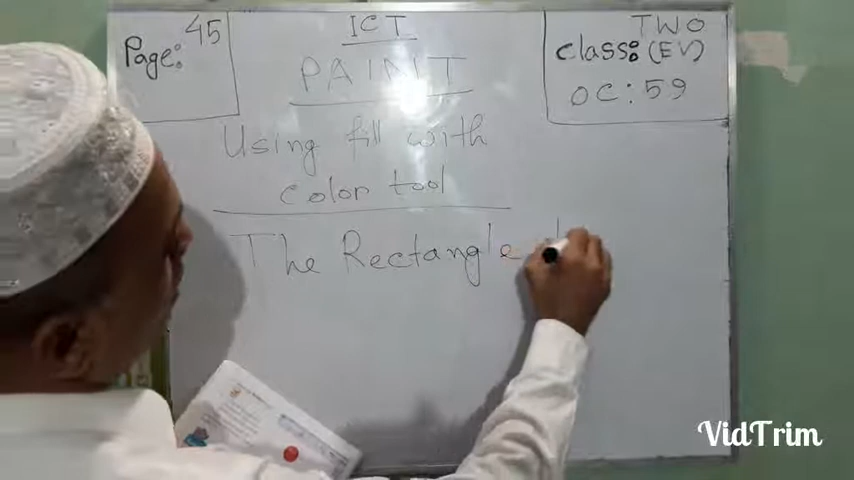 Page: 45
ICT
PAINT
TWO
Class: (EV)
OC: 59
Using fill with
color tool
The Rectangle
VidTrim